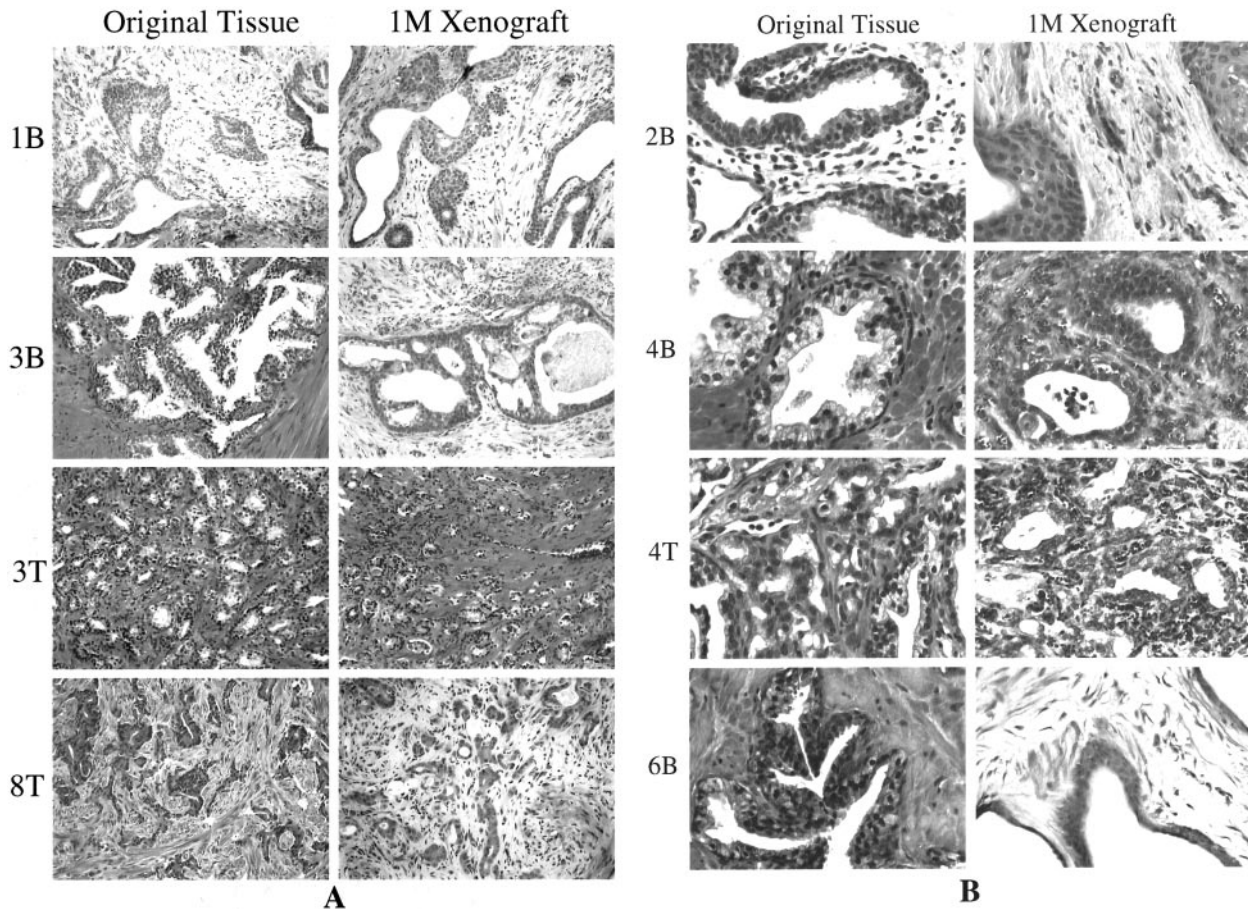 Original Tissue 1M Xenograft
1B
3B
3T
8T
A
Original Tissue 1M Xenograft
2B
4B
4T
6B
B